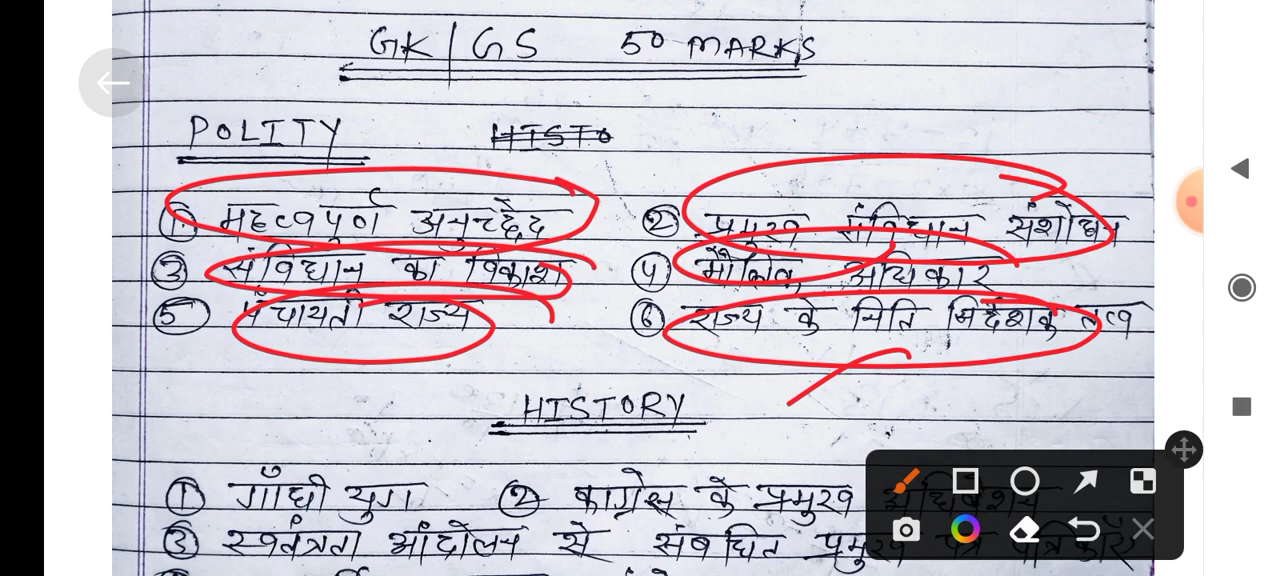 GK/GS 50 MARKS
POLITY HISTO
① महत्वपुर्ण अनुच्छेद ② प्रमुख संविधान संशोधन
③ संविधान का विकाश ④ मौलिक अधिकार
⑤ पंचायती राज्य ⑥ राज्य के निति निर्देशक तत्व
HISTORY
① गाँधी युग ② काग्रेस के प्रमुख अधिवेशन
③ स्वतंत्रता आंदोलन से संबधित प्रमुख पत्र